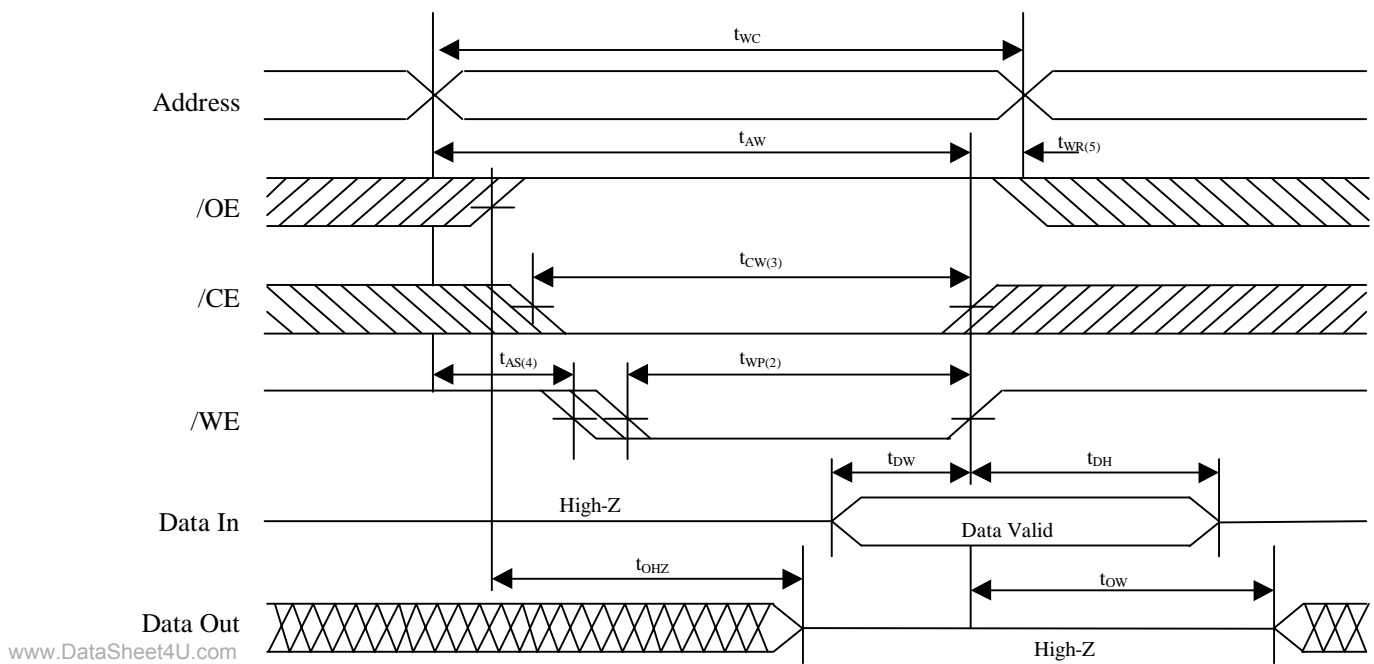 tWC
Address
tAW
tWR(5)
/OE
tCW(3)
/CE
tAS(4)
tWP(2)
/WE
tDW
tDH
High-Z
Data In
Data Valid
tOHZ
tOW
Data Out
www.DataSheet4U.com
High-Z